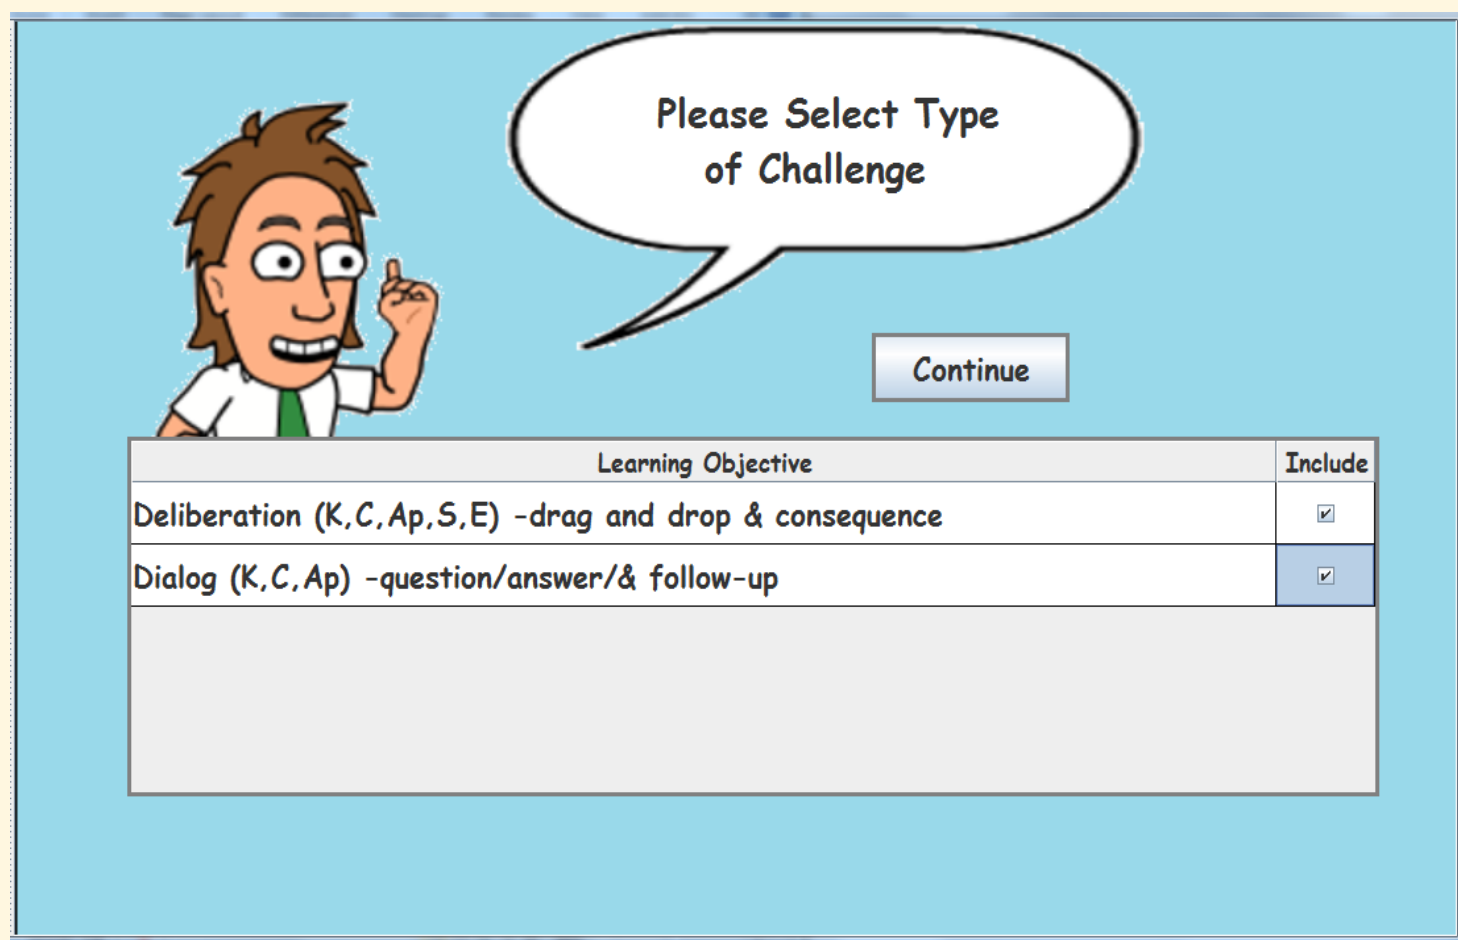 Please Select Type
of Challenge
Continue
Learning Objective Include
Deliberation (K,C,Ap,S,E) -drag and drop & consequence
Dialog (K,C,Ap) -question/answer/& follow-up